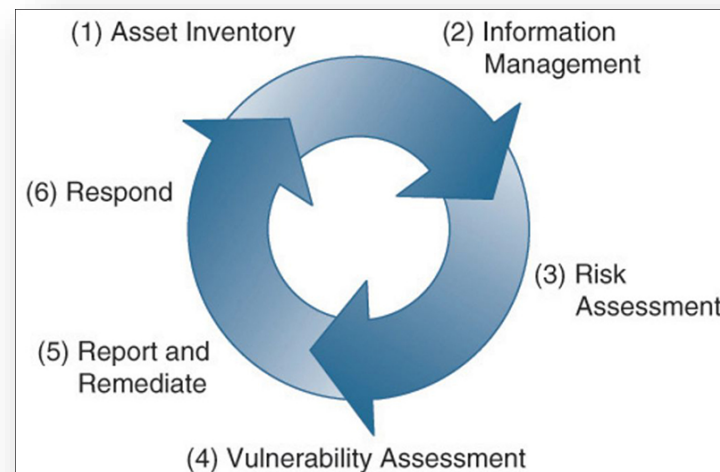 (1) Asset Inventory
(2) Information
Management
(3) Risk
Assessment
(4) Vulnerability Assessment
(5) Report and
Remediate
(6) Respond